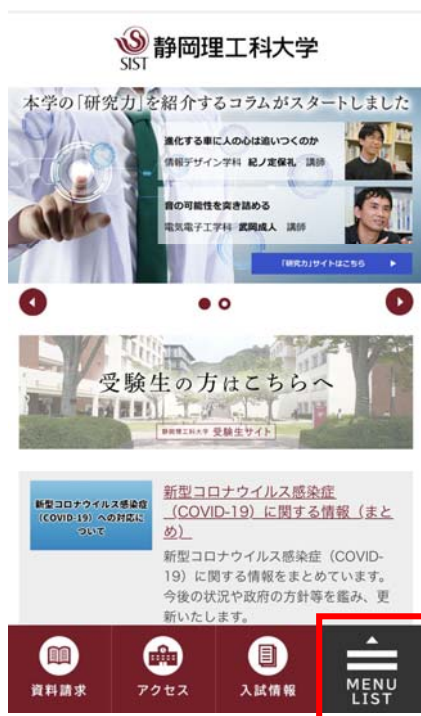 SIST 静岡理工科大学
本学の「研究力」を紹介するコラムがスタートしました
進化する車に人の心は追いつくのか
情報デザイン学科 紀ノ定保礼 講師
音の可能性を突き詰める
電気電子工学科 武岡成人 講師
「研究力」サイトはこちら
受験生の方はこちらへ
静岡理工科大学 受験生サイト
新型コロナウイルス感染症
(COVID-19)への対応に
ついて
新型コロナウイルス感染症
(COVID-19)に関する情報(まと
め)
新型コロナウイルス感染症(COVID-
19)に関する情報をまとめています。
今後の状況や政府の方針等を鑑み、更
新いたします。
資料請求
アクセス
入試情報
MENU
LIST